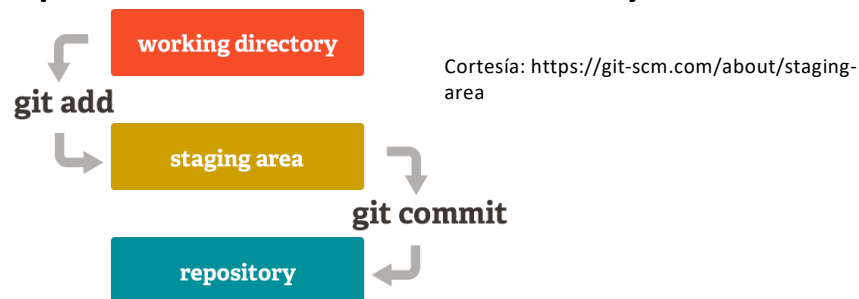 working directory
Cortesía: https://git-scm.com/about/staging-
area
git add
staging area
git commit
repository